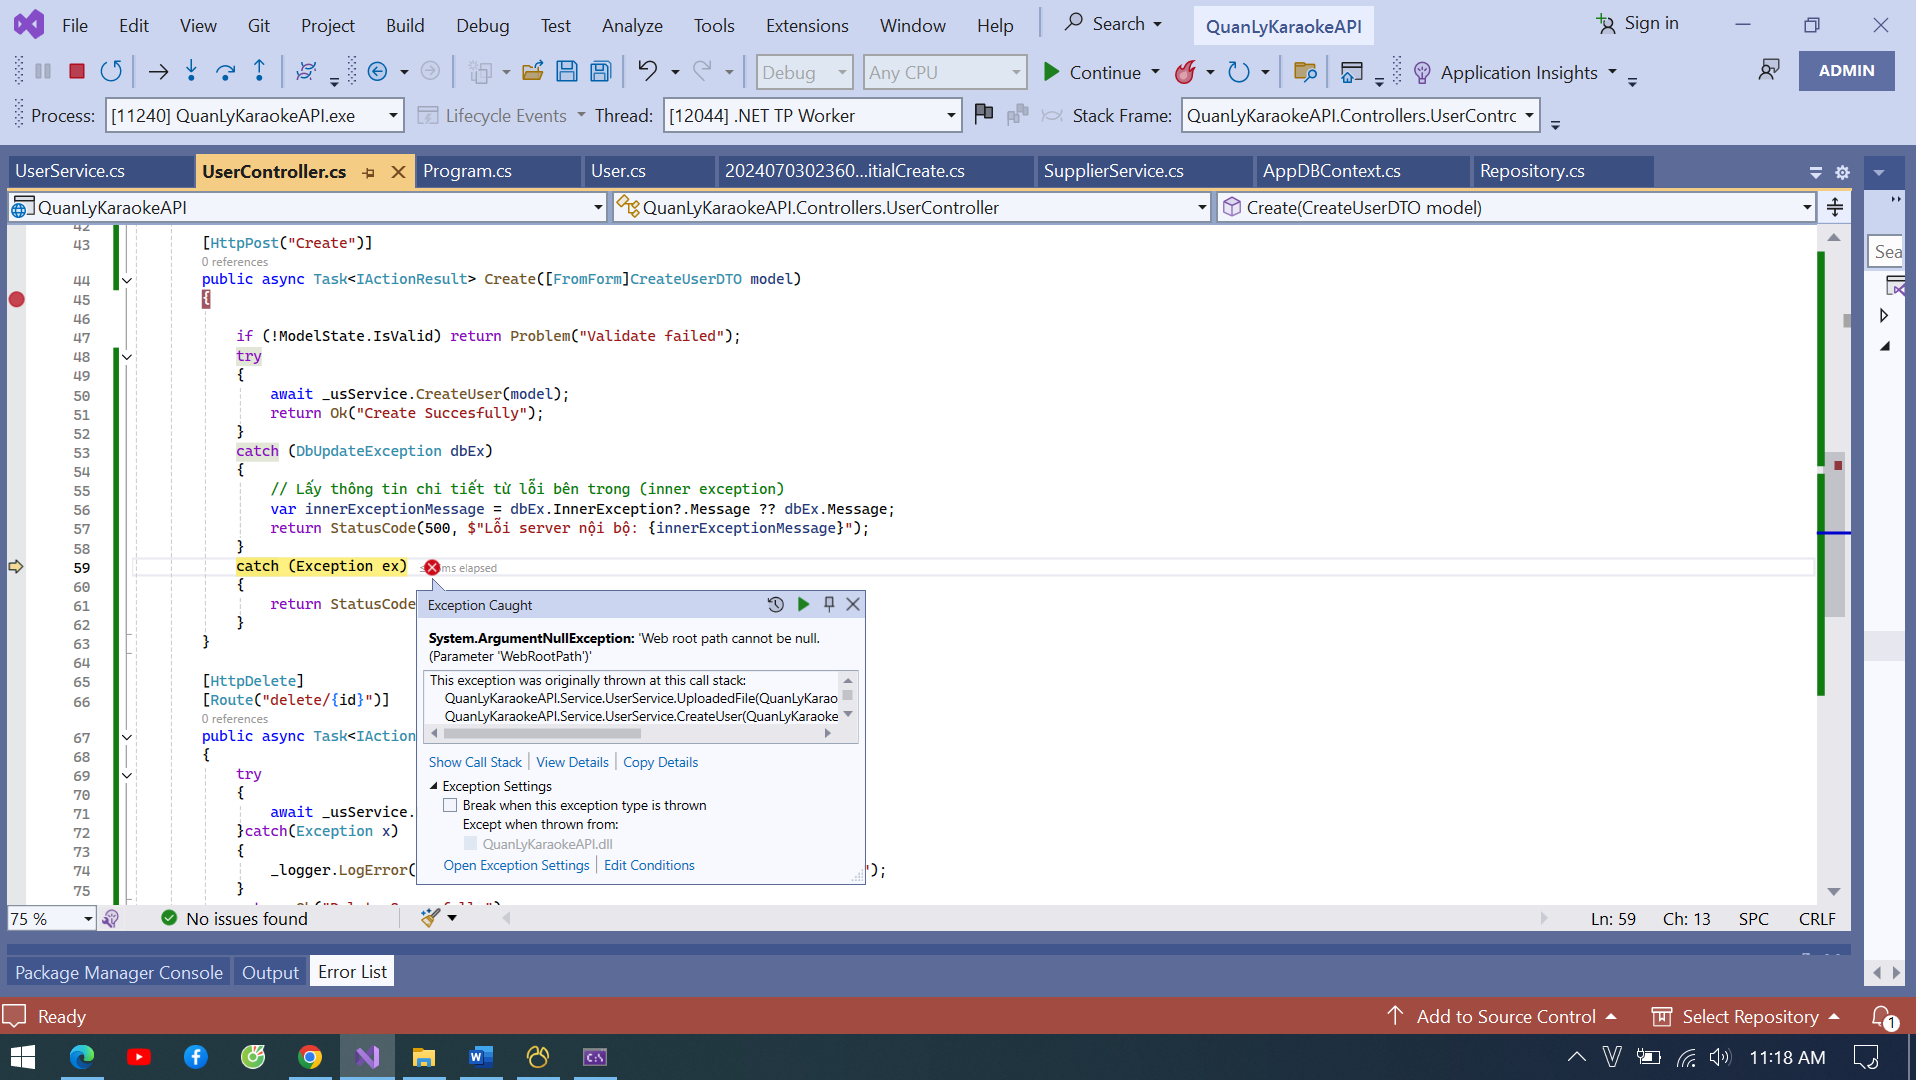 File Edit View Git Project Build Debug Test Analyze Tools Extensions Window Help Search QuanLyKaraokeAPI Sign in
Debug Any CPU Continue Application Insights ADMIN
Process: [11240] QuanLyKaraokeAPI.exe Lifecycle Events Thread: [12044] .NET TP Worker Stack Frame: QuanLyKaraokeAPI.Controllers.UserContro
UserService.cs UserController.cs Program.cs User.cs 2024070302360...itialCreate.cs SupplierService.cs AppDBContext.cs Repository.cs
QuanLyKaraokeAPI QuanLyKaraokeAPI.Controllers.UserController Create(CreateUserDTO model)
Sea
42
43 [HttpPost("Create")]
0 references
44 public async Task<IActionResult> Create([FromForm]CreateUserDTO model)
45 {
46
47 if (!ModelState.IsValid) return Problem("Validate failed");
48 try
49 {
50 await _usService.CreateUser(model);
51 return Ok("Create Succesfully");
52 }
53 catch (DbUpdateException dbEx)
54 {
55 // Lấy thông tin chi tiết từ lỗi bên trong (inner exception)
56 var innerExceptionMessage = dbEx.InnerException?.Message ?? dbEx.Message;
57 return StatusCode(500, $"Lỗi server nội bộ: {innerExceptionMessage}");
58 }
59 catch (Exception ex) ms elapsed
60 {
61 return StatusCode
62 }
63 }
64
65 [HttpDelete]
66 [Route("delete/{id}")]
0 references
67 public async Task<IAction
68 {
69 try
70 {
71 await _usService.
72 }catch(Exception x)
73 {
74 _logger.LogError( ");
75 }
Exception Caught
System.ArgumentNullException: 'Web root path cannot be null.
(Parameter 'WebRootPath')'
This exception was originally thrown at this call stack:
QuanLyKaraokeAPI.Service.UserService.UploadedFile(QuanLyKarao
QuanLyKaraokeAPI.Service.UserService.CreateUser(QuanLyKaraoke
Show Call Stack View Details Copy Details
Exception Settings
Break when this exception type is thrown
Except when thrown from:
QuanLyKaraokeAPI.dll
Open Exception Settings Edit Conditions
75 % No issues found Ln: 59 Ch: 13 SPC CRLF
Package Manager Console Output Error List
Ready Add to Source Control Select Repository 1
11:18 AM